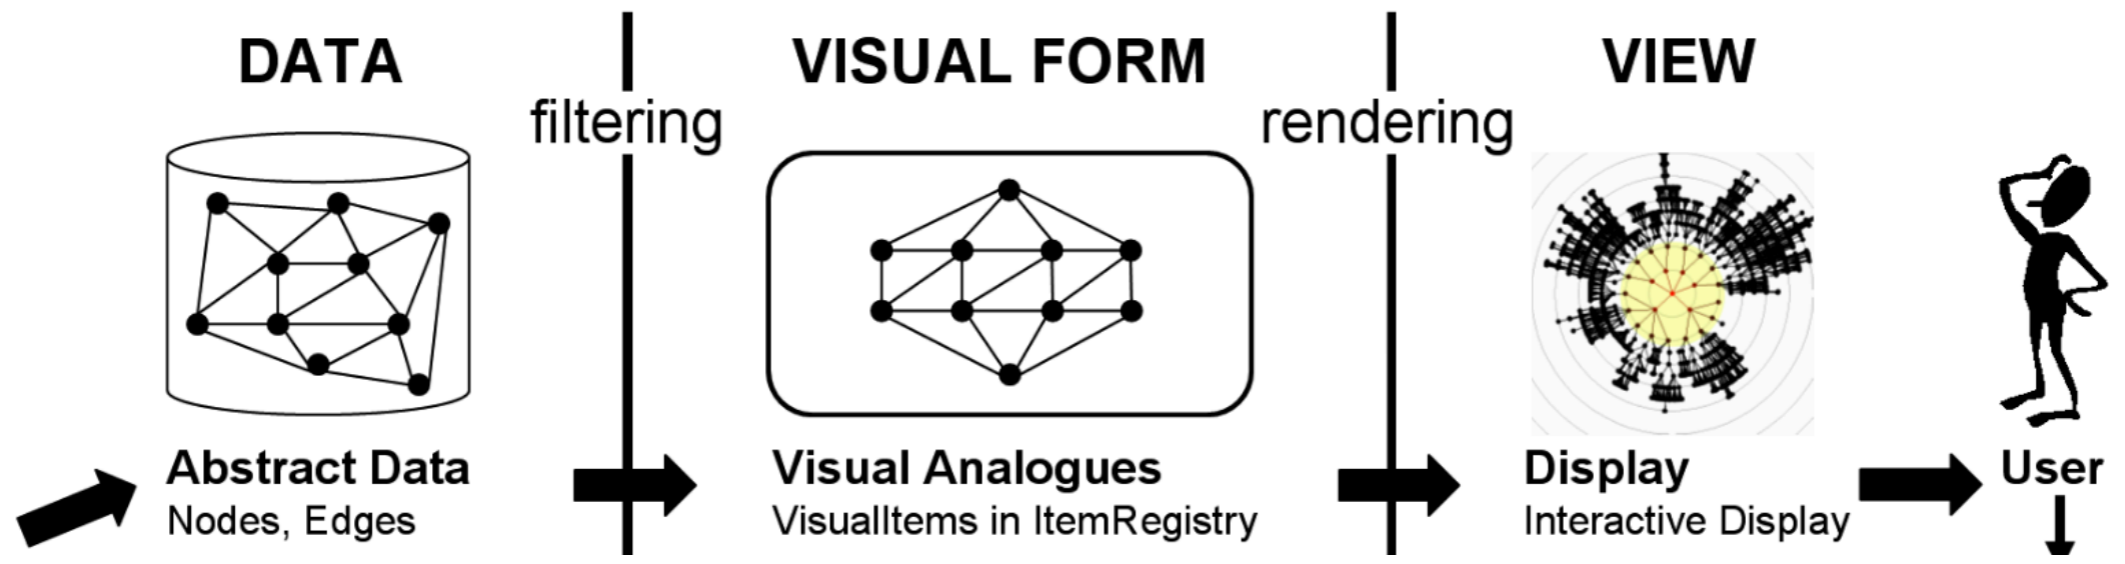 DATA
filtering
VISUAL FORM
rendering
VIEW
Abstract Data
Nodes, Edges
Visual Analogues
VisualItems in ItemRegistry
Display
Interactive Display
User